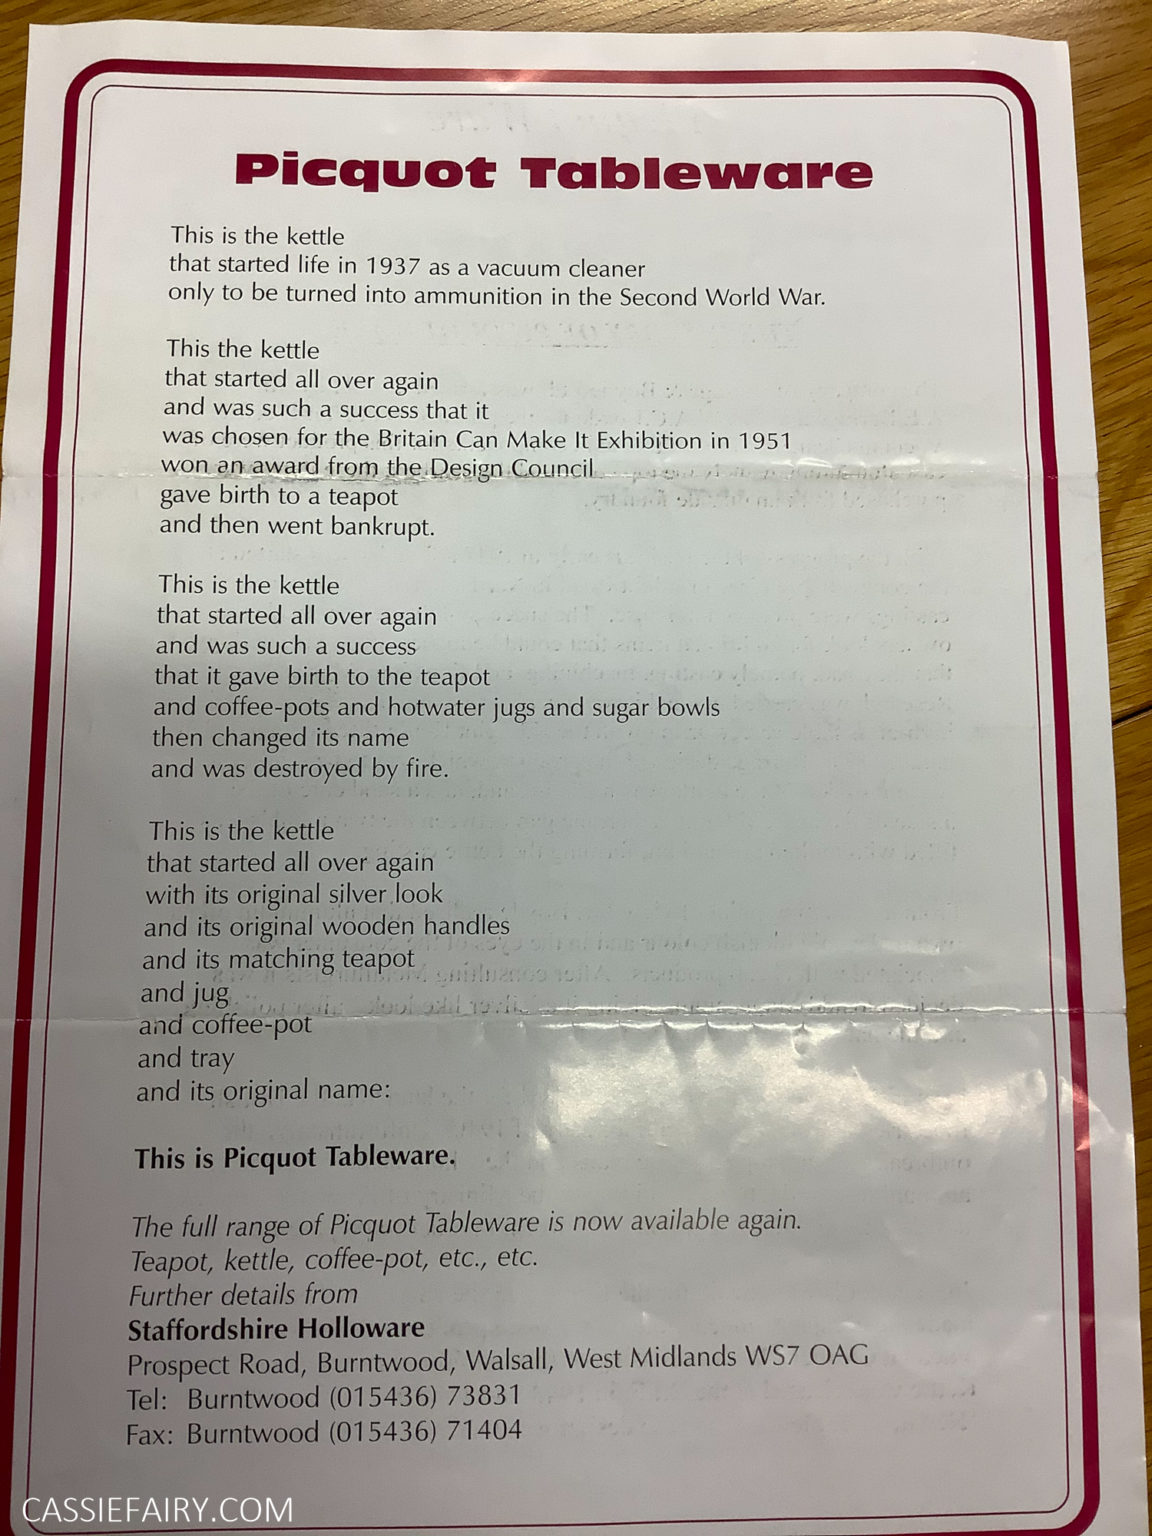 Picquot Tableware
This is the kettle
that started life in 1937 as a vacuum cleaner
only to be turned into ammunition in the Second World War.
This the kettle
that started all over again
and was such a success that it
was chosen for the Britain Can Make It Exhibition in 1951
won an award from the Design Council
gave birth to a teapot
and then went bankrupt.
This is the kettle
that started all over again
and was such a success
that it gave birth to the teapot
and coffee-pots and hotwater jugs and sugar bowls
then changed its name
and was destroyed by fire.
This is the kettle
that started all over again
with its original silver look
and its original wooden handles
and its matching teapot
and jug
and coffee-pot
and tray
and its original name:
This is Picquot Tableware.
The full range of Picquot Tableware is now available again.
Teapot, kettle, coffee-pot, etc., etc.
Further details from
Staffordshire Holloware
Prospect Road, Burntwood, Walsall, West Midlands WS7 OAG
Tel: Burntwood (015436) 73831
Fax: Burntwood (015436) 71404
CASSIEFAIRY.COM